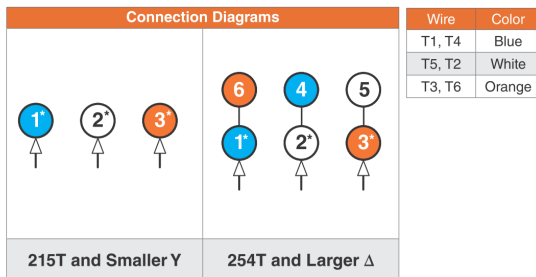 Connection Diagrams
6 4 5
1* 2* 3*
1* 2* 3*
215T and Smaller Y
254T and Larger Δ
Wire Color
T1, T4 Blue
T5, T2 White
T3, T6 Orange